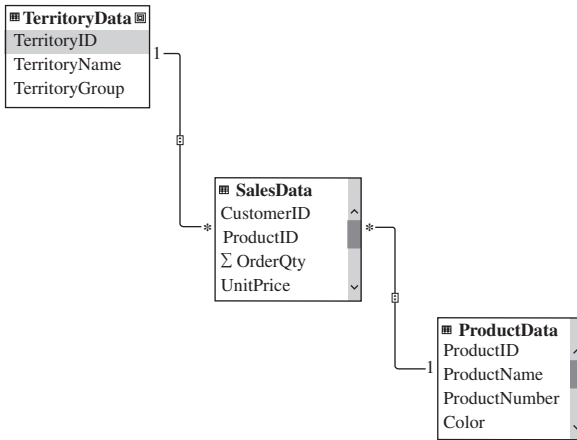 TerritoryData
TerritoryID
TerritoryName
TerritoryGroup
1
SalesData
CustomerID
ProductID
∑ OrderQty
UnitPrice
*
*
ProductData
ProductID
ProductName
ProductNumber
Color
1